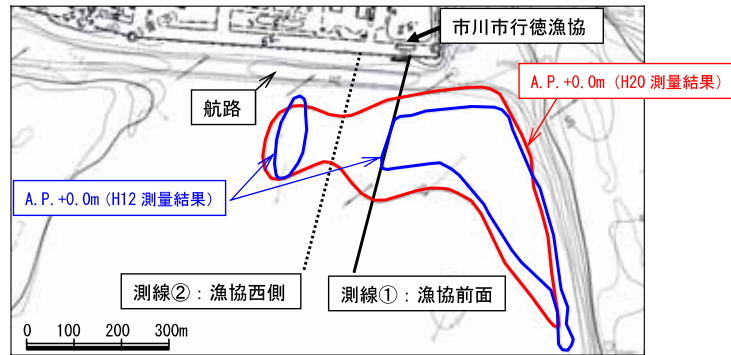 市川市行徳漁協
A.P.+0.0m (H20 測量結果)
航路
A.P.+0.0m (H12 測量結果)
測線②：漁協西側
測線①：漁協前面
0 100 200 300m